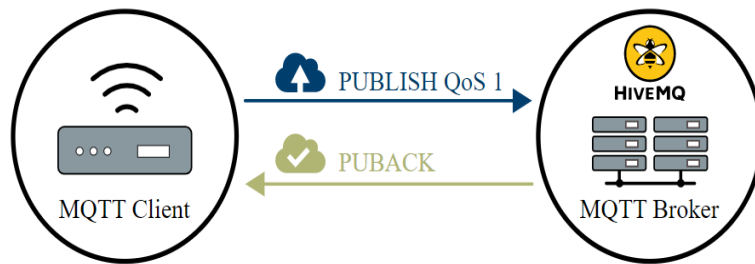 PUBLISH QoS 1
HIVEMQ
PUBACK
MQTT Client
MQTT Broker